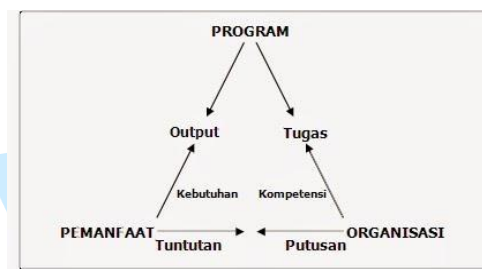 PROGRAM
Output Tugas
Kebutuhan Kompetensi
PEMANFAAT ORGANISASI
Tuntutan Putusan